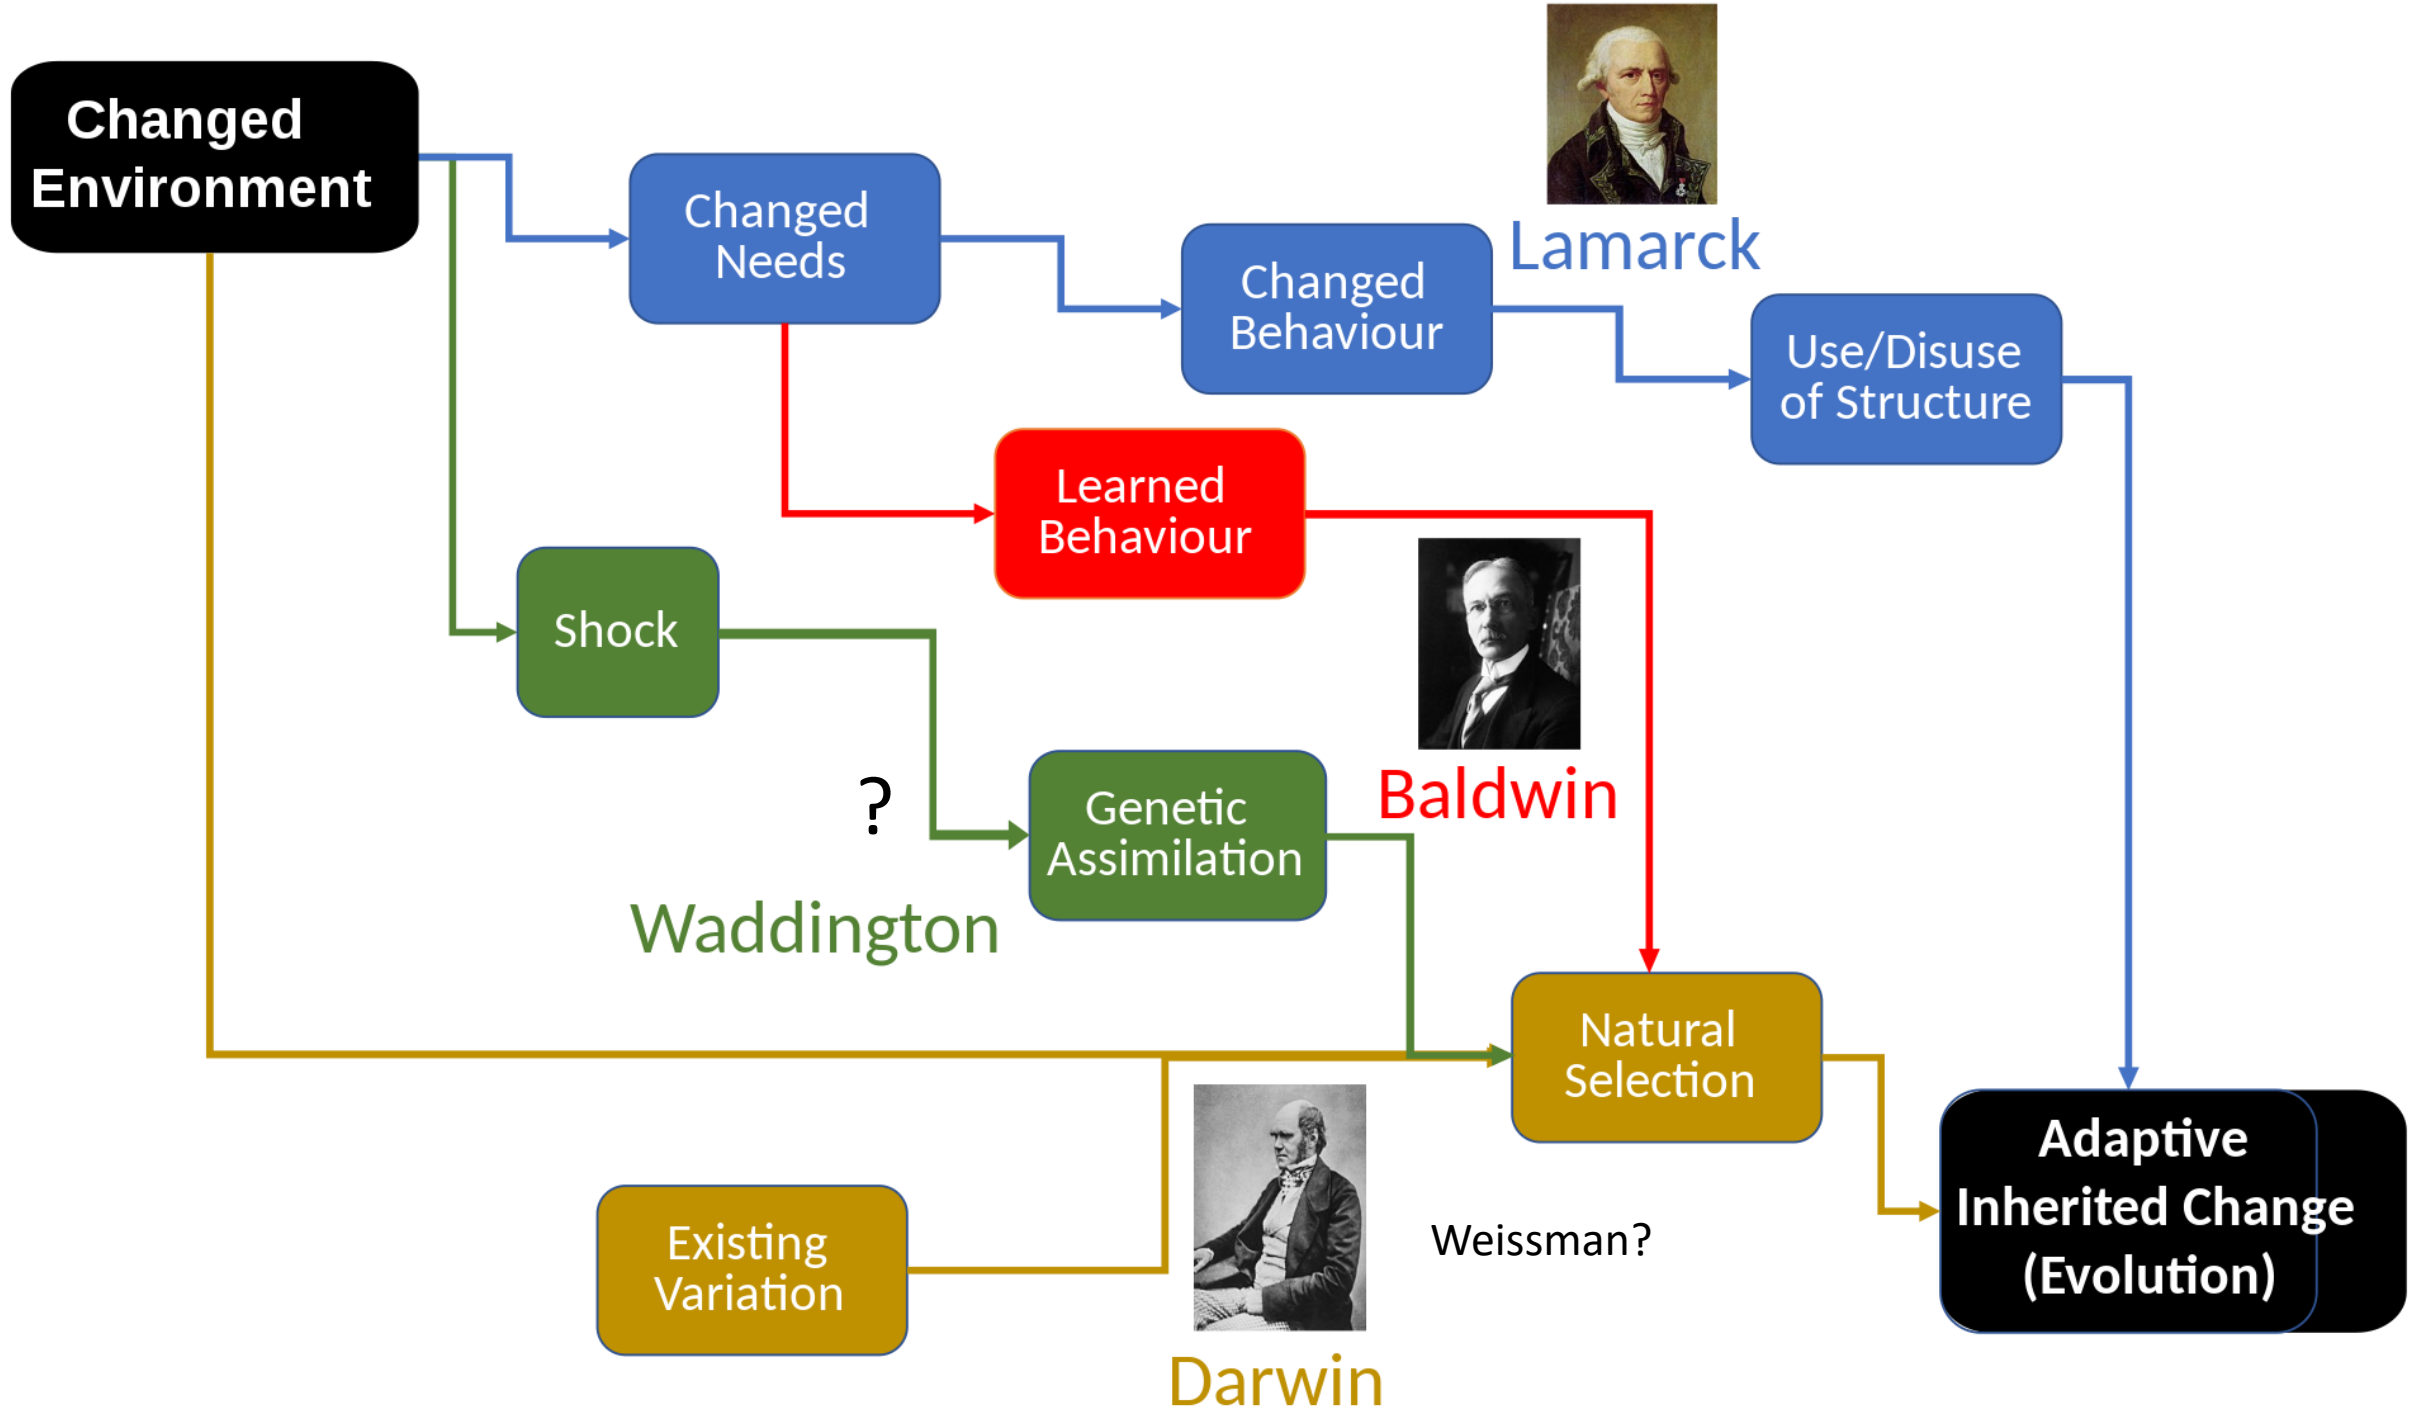 Changed
Environment
Changed
Needs
Changed
Behaviour
Lamarck
Use/Disuse
of Structure
Learned
Behaviour
Shock
?
Genetic
Assimilation
Baldwin
Waddington
Natural
Selection
Existing
Variation
Darwin
Weissman?
Adaptive
Inherited Change
(Evolution)